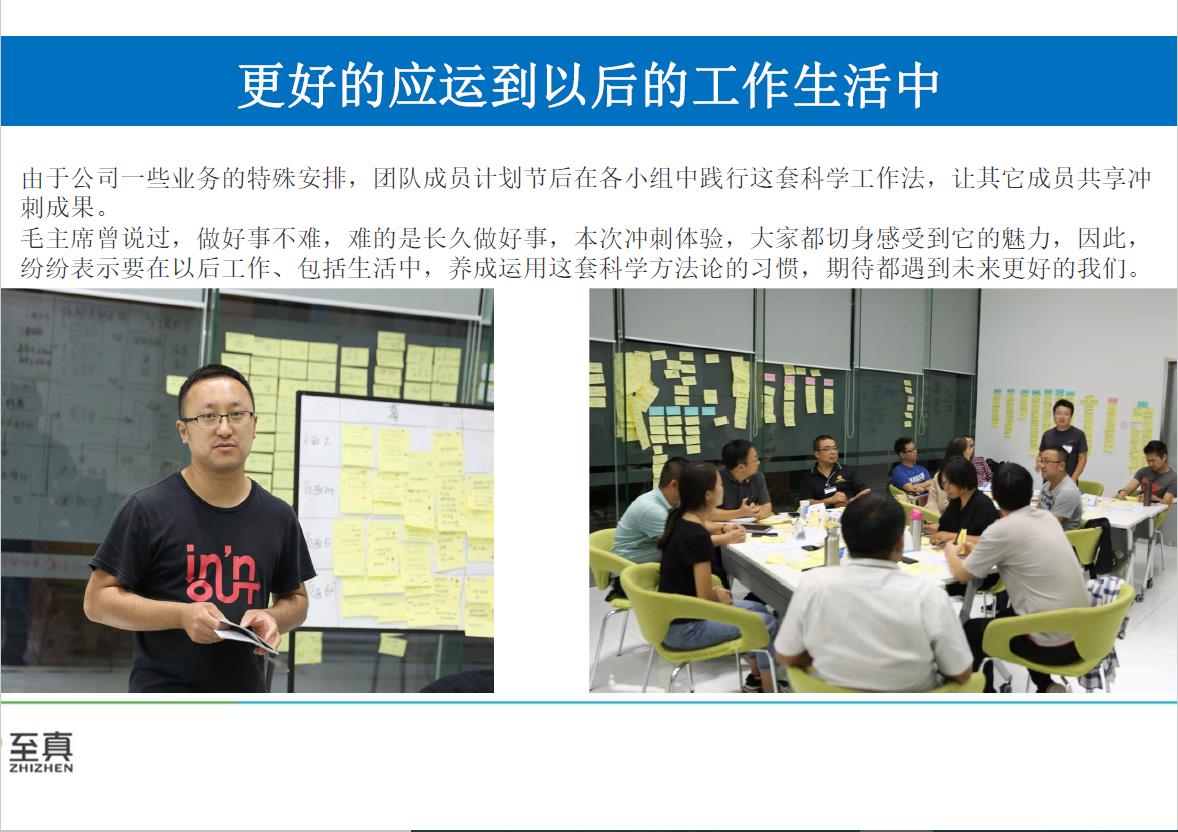 更好的应运到以后的工作生活中
由于公司一些业务的特殊安排，团队成员计划节后在各小组中践行这套科学工作法，让其它成员共享冲
刺成果。
毛主席曾说过，做好事不难，难的是长久做好事，本次冲刺体验，大家都切身感受到它的魅力，因此，
纷纷表示要在以后工作、包括生活中，养成运用这套科学方法论的习惯，期待都遇到未来更好的我们。
in'n
OUT
至真
ZHIZHEN